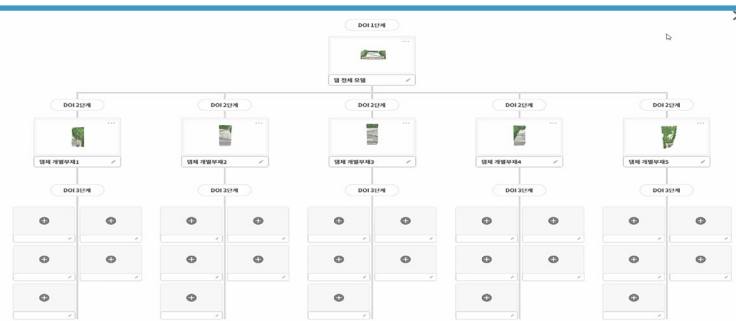 DOI 1단계
댐 전체 모델
DOI 2단계
DOI 2단계
DOI 2단계
DOI 2단계
DOI 2단계
댐체 개별부재1
댐체 개별부재2
댐체 개별부재3
댐체 개별부재4
댐체 개별부재5
DOI 3단계
DOI 3단계
DOI 3단계
DOI 3단계
DOI 3단계